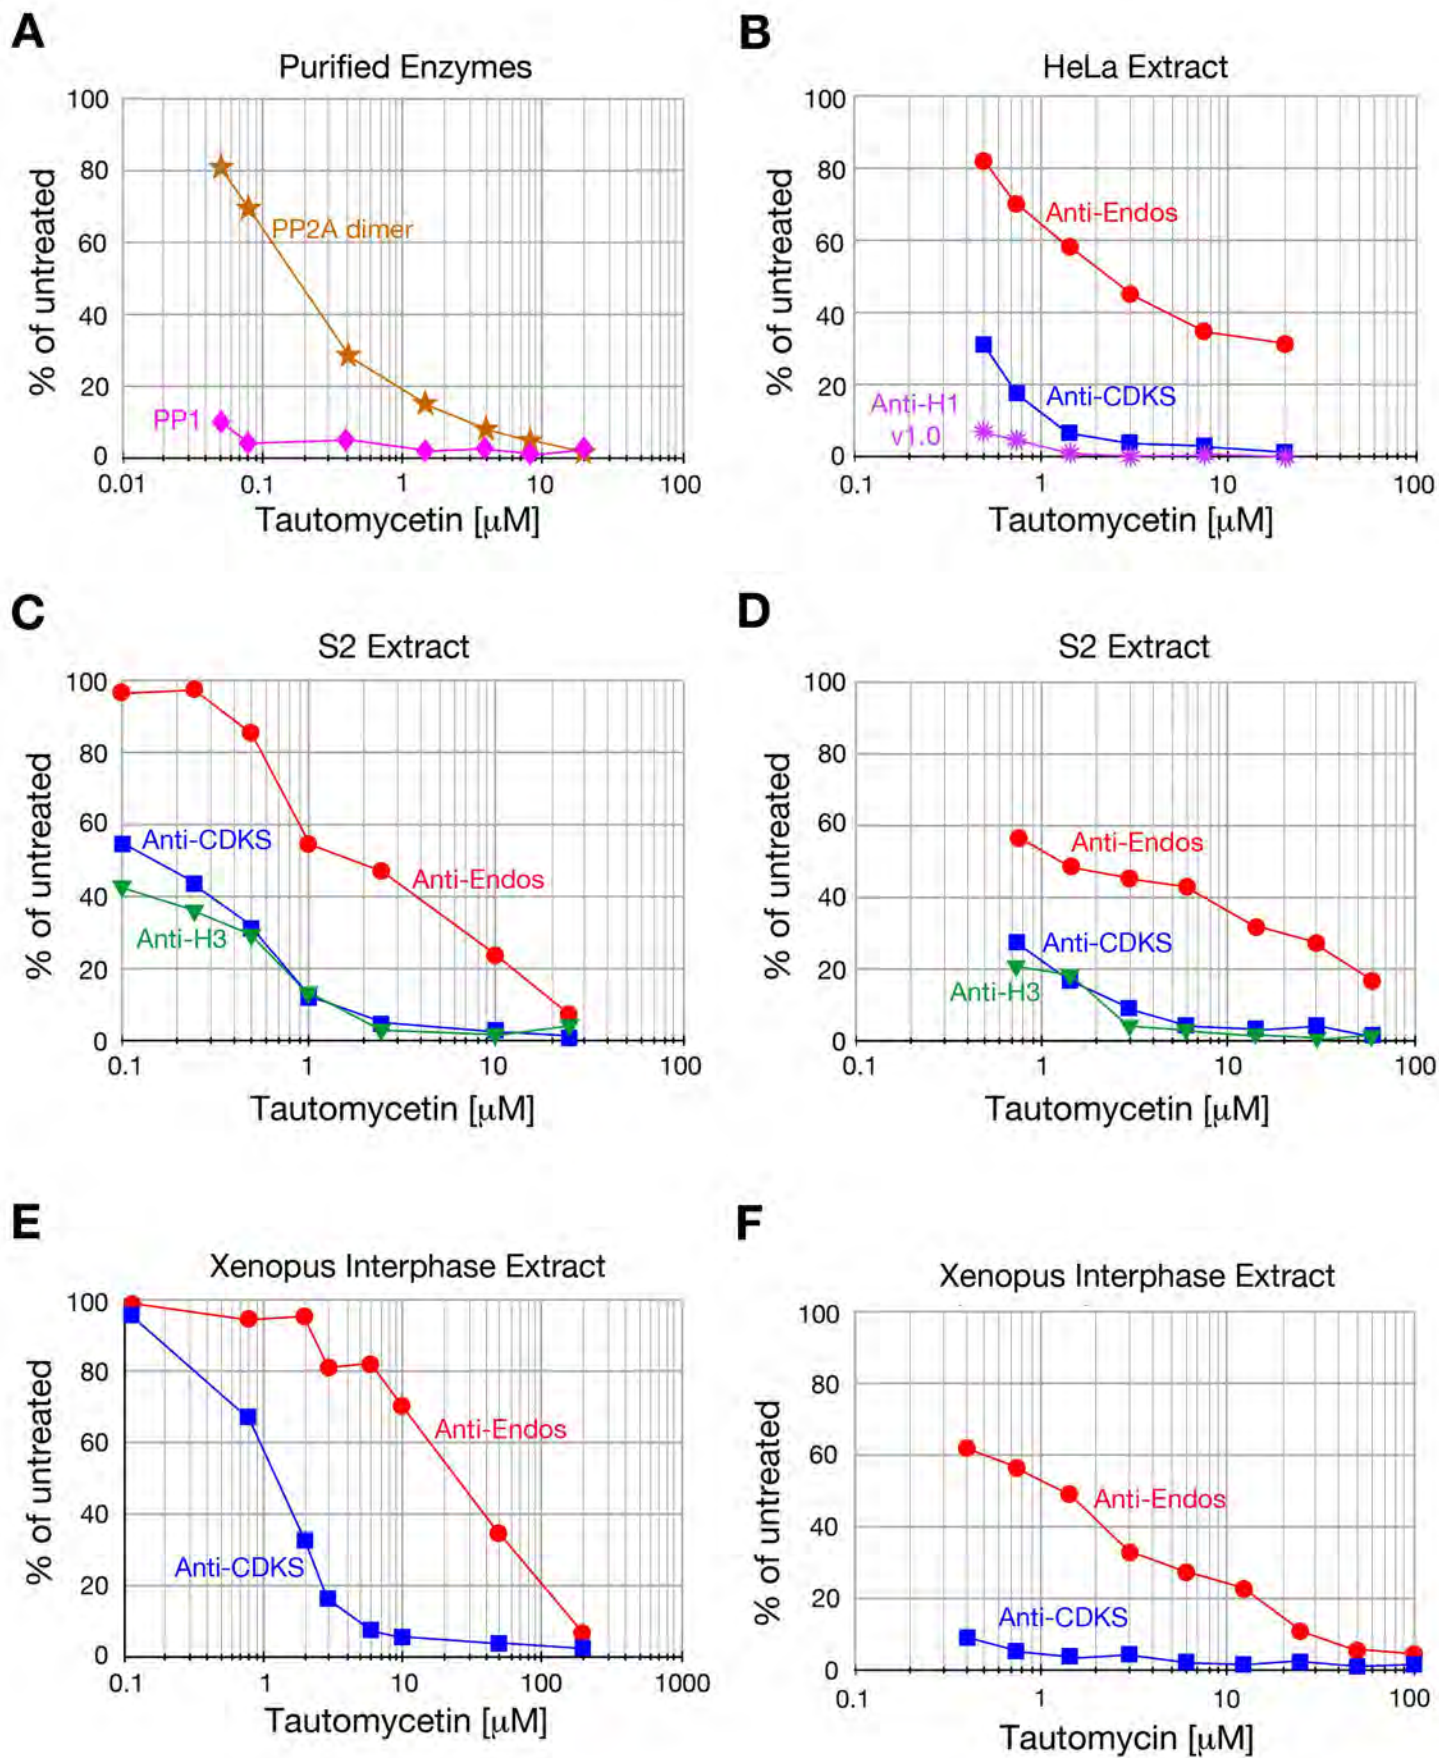 A
Purified Enzymes
100
80
60
40
20
0
% of untreated
PP2A dimer
PP1
0.01
0.1
1
10
100
Tautomycetin [μM]
B
HeLa Extract
100
80
60
40
20
0
% of untreated
Anti-Endos
Anti-CDKS
Anti-H1
v1.0
0.1
1
10
100
Tautomycetin [μM]
C
S2 Extract
100
80
60
40
20
0
% of untreated
Anti-CDKS
Anti-Endos
Anti-H3
0.1
1
10
100
Tautomycetin [μM]
D
S2 Extract
100
80
60
40
20
0
% of untreated
Anti-Endos
Anti-CDKS
Anti-H3
0.1
1
10
100
Tautomycetin [μM]
E
Xenopus Interphase Extract
100
80
60
40
20
0
% of untreated
Anti-Endos
Anti-CDKS
0.1
1
10
100
1000
Tautomycetin [μM]
F
Xenopus Interphase Extract
100
80
60
40
20
0
% of untreated
Anti-Endos
Anti-CDKS
0.1
1
10
100
Tautomycin [μM]